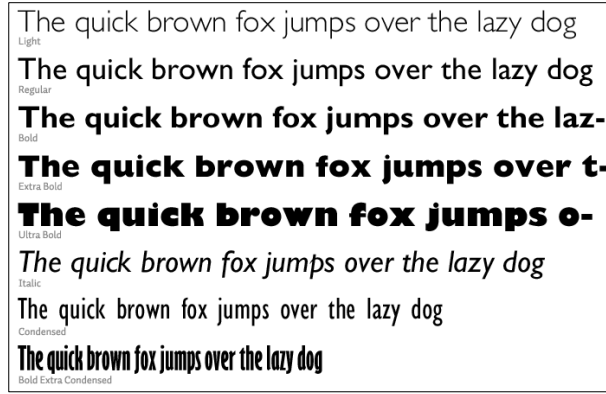 The quick brown fox jumps over the lazy dog
Light
The quick brown fox jumps over the lazy dog
Regular
The quick brown fox jumps over the laz-
Bold
The quick brown fox jumps over t-
Extra Bold
The quick brown fox jumps o-
Ultra Bold
The quick brown fox jumps over the lazy dog
Italic
The quick brown fox jumps over the lazy dog
Condensed
The quick brown fox jumps over the lazy dog
Bold Extra Condensed